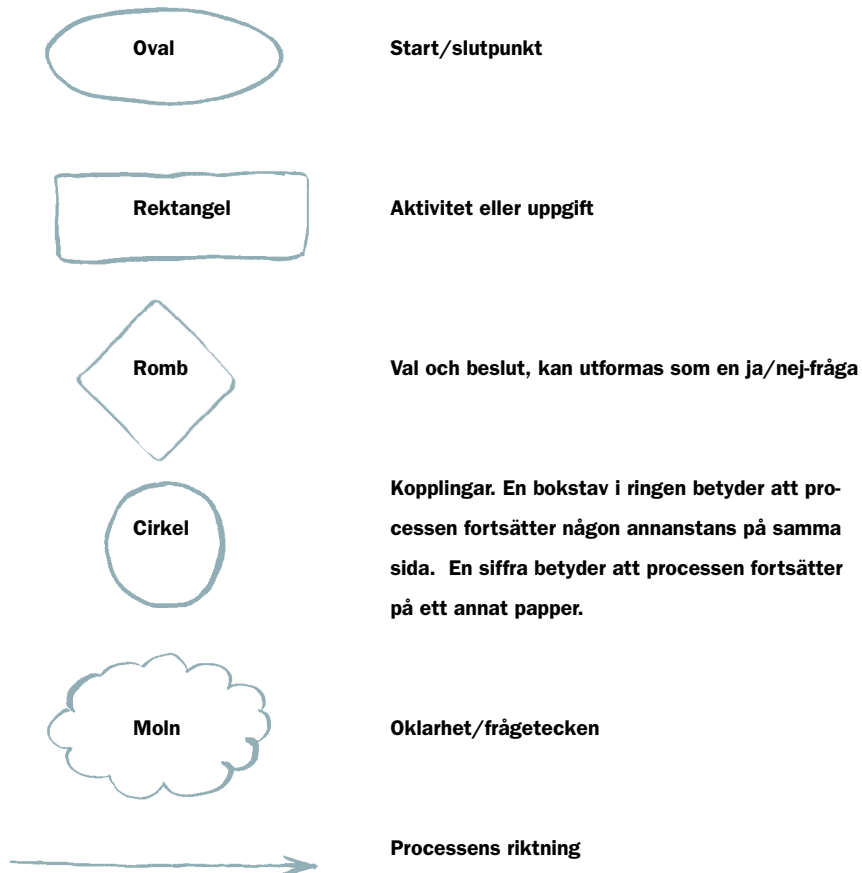 Oval
Start/slutpunkt
Rektangel
Aktivitet eller uppgift
Romb
Val och beslut, kan utformas som en ja/nej-fråga
Cirkel
Kopplingar. En bokstav i ringen betyder att pro-
cessen fortsätter någon annanstans på samma
sida.  En siffra betyder att processen fortsätter
på ett annat papper.
Moln
Oklarhet/frågetecken
Processens riktning